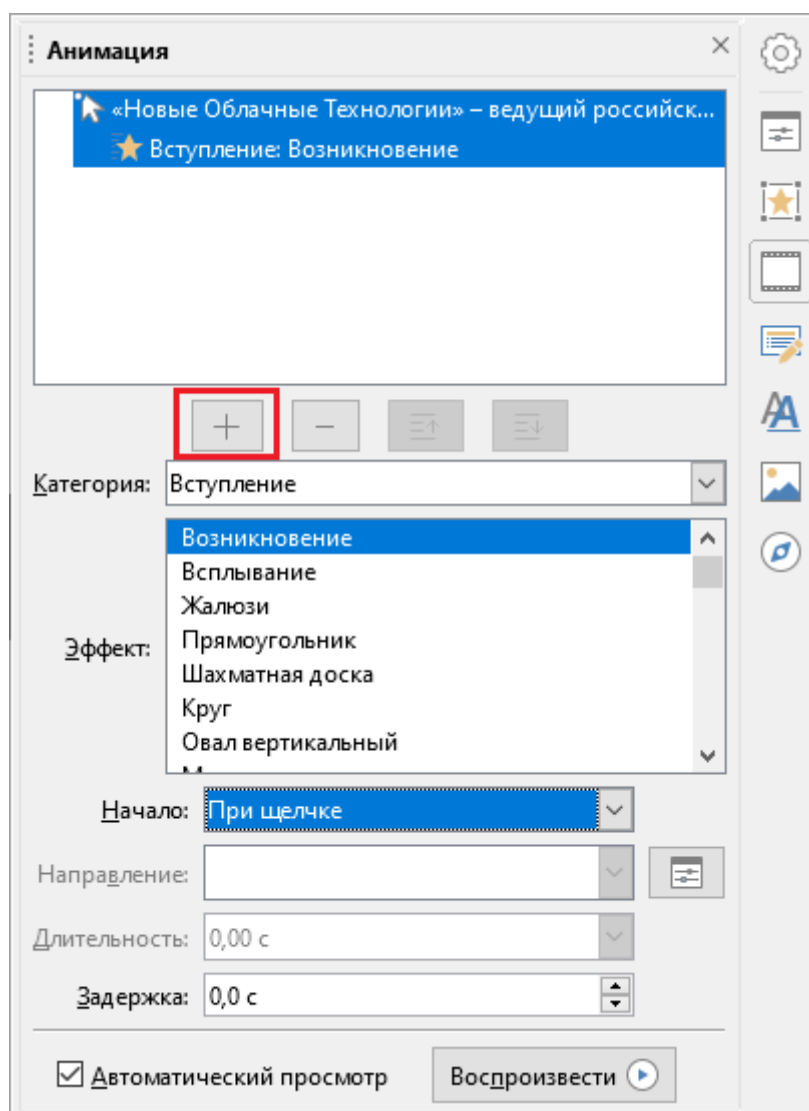 Анимация
«Новые Облачные Технологии» – ведущий российск...
Вступление: Возникновение
Категория: Вступление
Возникновение
Всплывание
Жалюзи
Прямоугольник
Эффект:
Шахматная доска
Круг
Овал вертикальный
Начало: При щелчке
Направление:
Длительность: 0,00 с
Задержка: 0,0 с
Автоматический просмотр
Воспроизвести